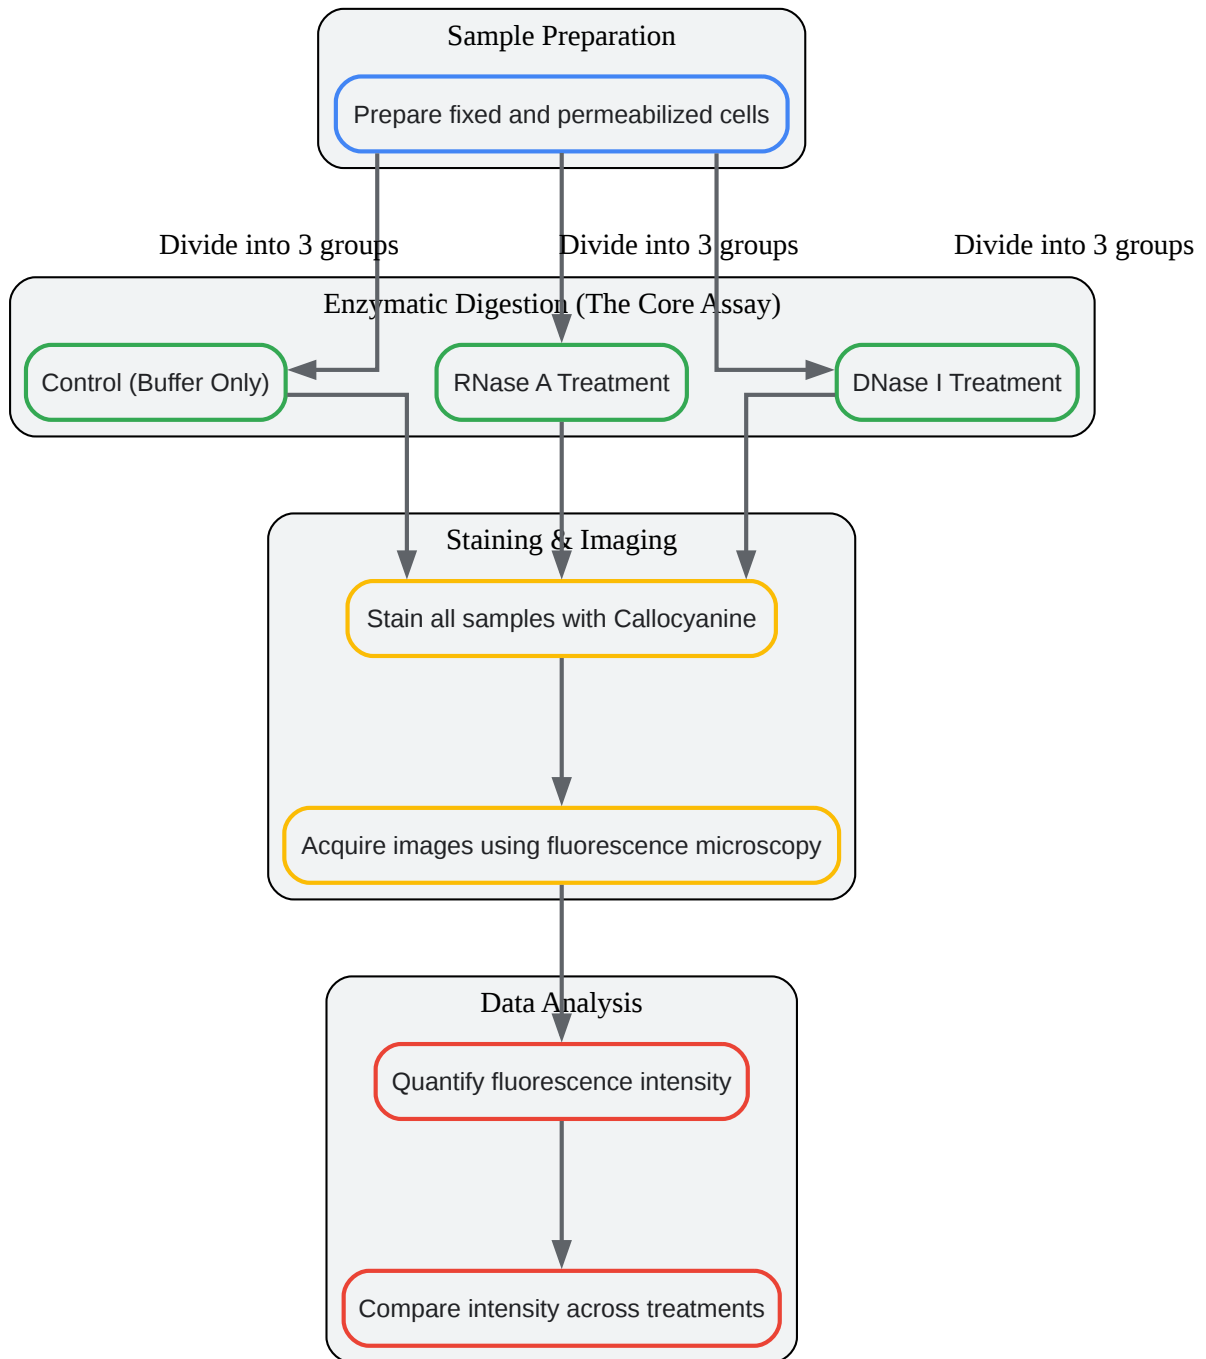 Sample Preparation
Prepare fixed and permeabilized cells
Divide into 3 groups
Divide into 3 groups
Divide into 3 groups
Enzymatic Digestion (The Core Assay)
Control (Buffer Only)
RNase A Treatment
DNase I Treatment
Staining & Imaging
Stain all samples with Callocyanine
Acquire images using fluorescence microscopy
Data Analysis
Quantify fluorescence intensity
Compare intensity across treatments